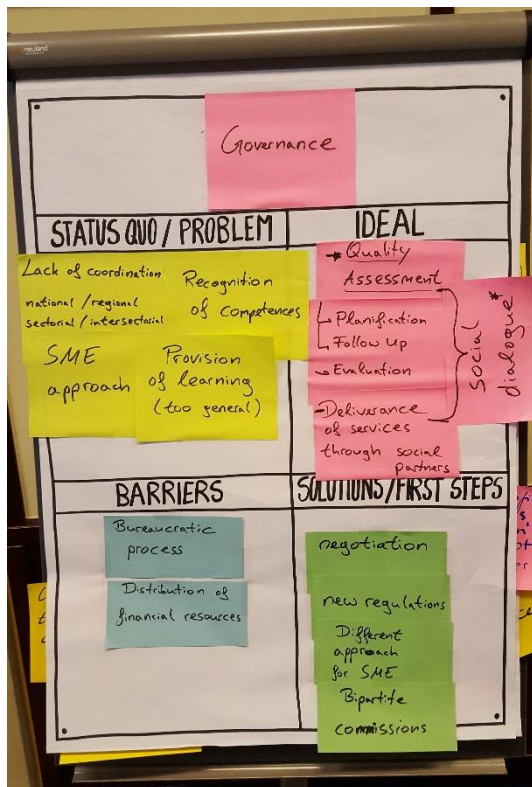 neuland
Governance
STATUS QUO / PROBLEM
Lack of coordination
national / regional
sectorial / intersectorial
Recognition
of competences
SME
approach
Provision
of learning
(too general)
IDEAL
Quality
Assessment
Planification
Follow up
Evaluation
Deliverance
of services
through social
partners
Social
dialogue*
BARRIERS
Bureaucratic
process
Distribution of
financial resources
SOLUTIONS/FIRST STEPS
negotiation
new regulations
Different
approach
for SME
Bipartite
commissions